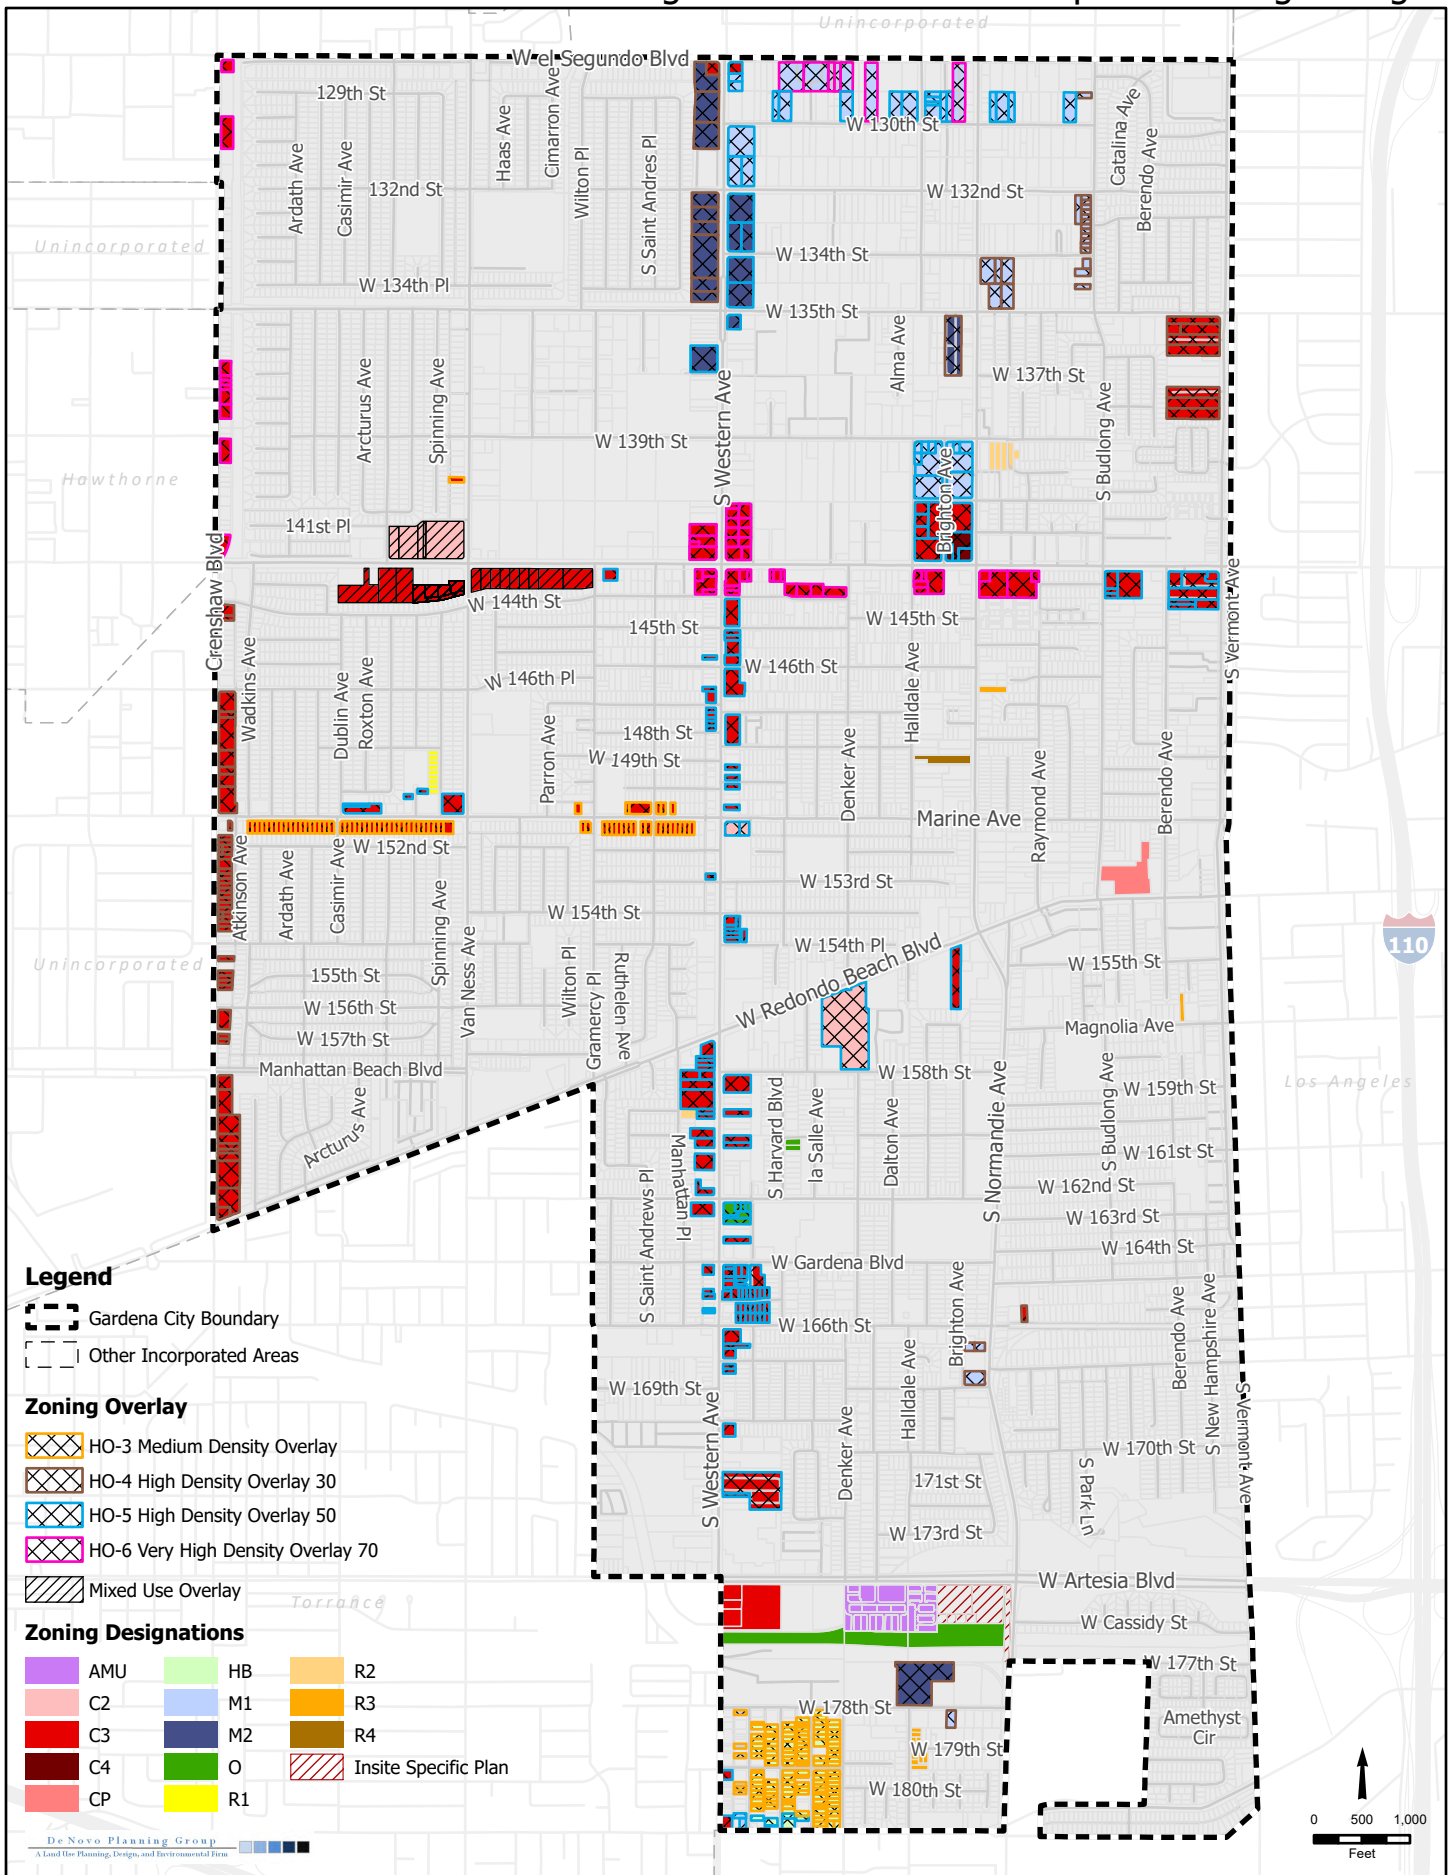 Unincorporated
W el Segundo Blvd
129th St
Haas Ave
Cimarron Ave
Wilton Pl
S Saint Andres Pl
Ardath Ave
Casimir Ave
W 130th St
Catalina Ave
Berendo Ave
132nd St
W 132nd St
Unincorporated
W 134th St
W 134th Pl
W 135th St
Arcturus Ave
Spinning Ave
S Western Ave
Alma Ave
W 137th St
S Budlong Ave
W 139th St
Hawthorne
Brighton Ave
141st Pl
Crenshaw Blvd
W 144th St
145th St
W 145th St
S Vermont Ave
Wadkins Ave
Dublin Ave
Roxton Ave
W 146th Pl
W 146th St
Halldale Ave
148th St
W 149th St
Parron Ave
Denker Ave
Raymond Ave
Berendo Ave
Marine Ave
W 152nd St
Atkinson Ave
Ardath Ave
Casimir Ave
Spinning Ave
W 153rd St
W 154th St
W 154th Pl
110
Unincorporated
155th St
Van Ness Ave
Wilton Pl
Gramercy Pl
Ruthelen Ave
W Redondo Beach Blvd
W 155th St
W 156th St
W 157th St
Magnolia Ave
Manhattan Beach Blvd
W 158th St
Los Angeles
W 159th St
Arcturus Ave
S Harvard Blvd
la Salle Ave
Dalton Ave
S Normandie Ave
S Budlong Ave
Manhattan Pl
S Saint Andrews Pl
W 161st St
W 162nd St
W 163rd St
W 164th St
W Gardena Blvd
W 166th St
Brighton Ave
Halldale Ave
Berendo Ave
S New Hampshire Ave
W 169th St
S Western Ave
Denker Ave
S Vermont Ave
W 170th St
171st St
S Park Ln
W 173rd St
W Artesia Blvd
W Cassidy St
W 177th St
W 178th St
Amethyst
Cir
W 179th St
W 180th St
Torrance
Legend
Gardena City Boundary
Other Incorporated Areas
Zoning Overlay
HO-3 Medium Density Overlay
HO-4 High Density Overlay 30
HO-5 High Density Overlay 50
HO-6 Very High Density Overlay 70
Mixed Use Overlay
Zoning Designations
AMU
HB
R2
C2
M1
R3
C3
M2
R4
C4
O
Insite Specific Plan
CP
R1
De Novo Planning Group
A Land Use Planning, Design, and Environmental Firm
0 500 1,000
Feet